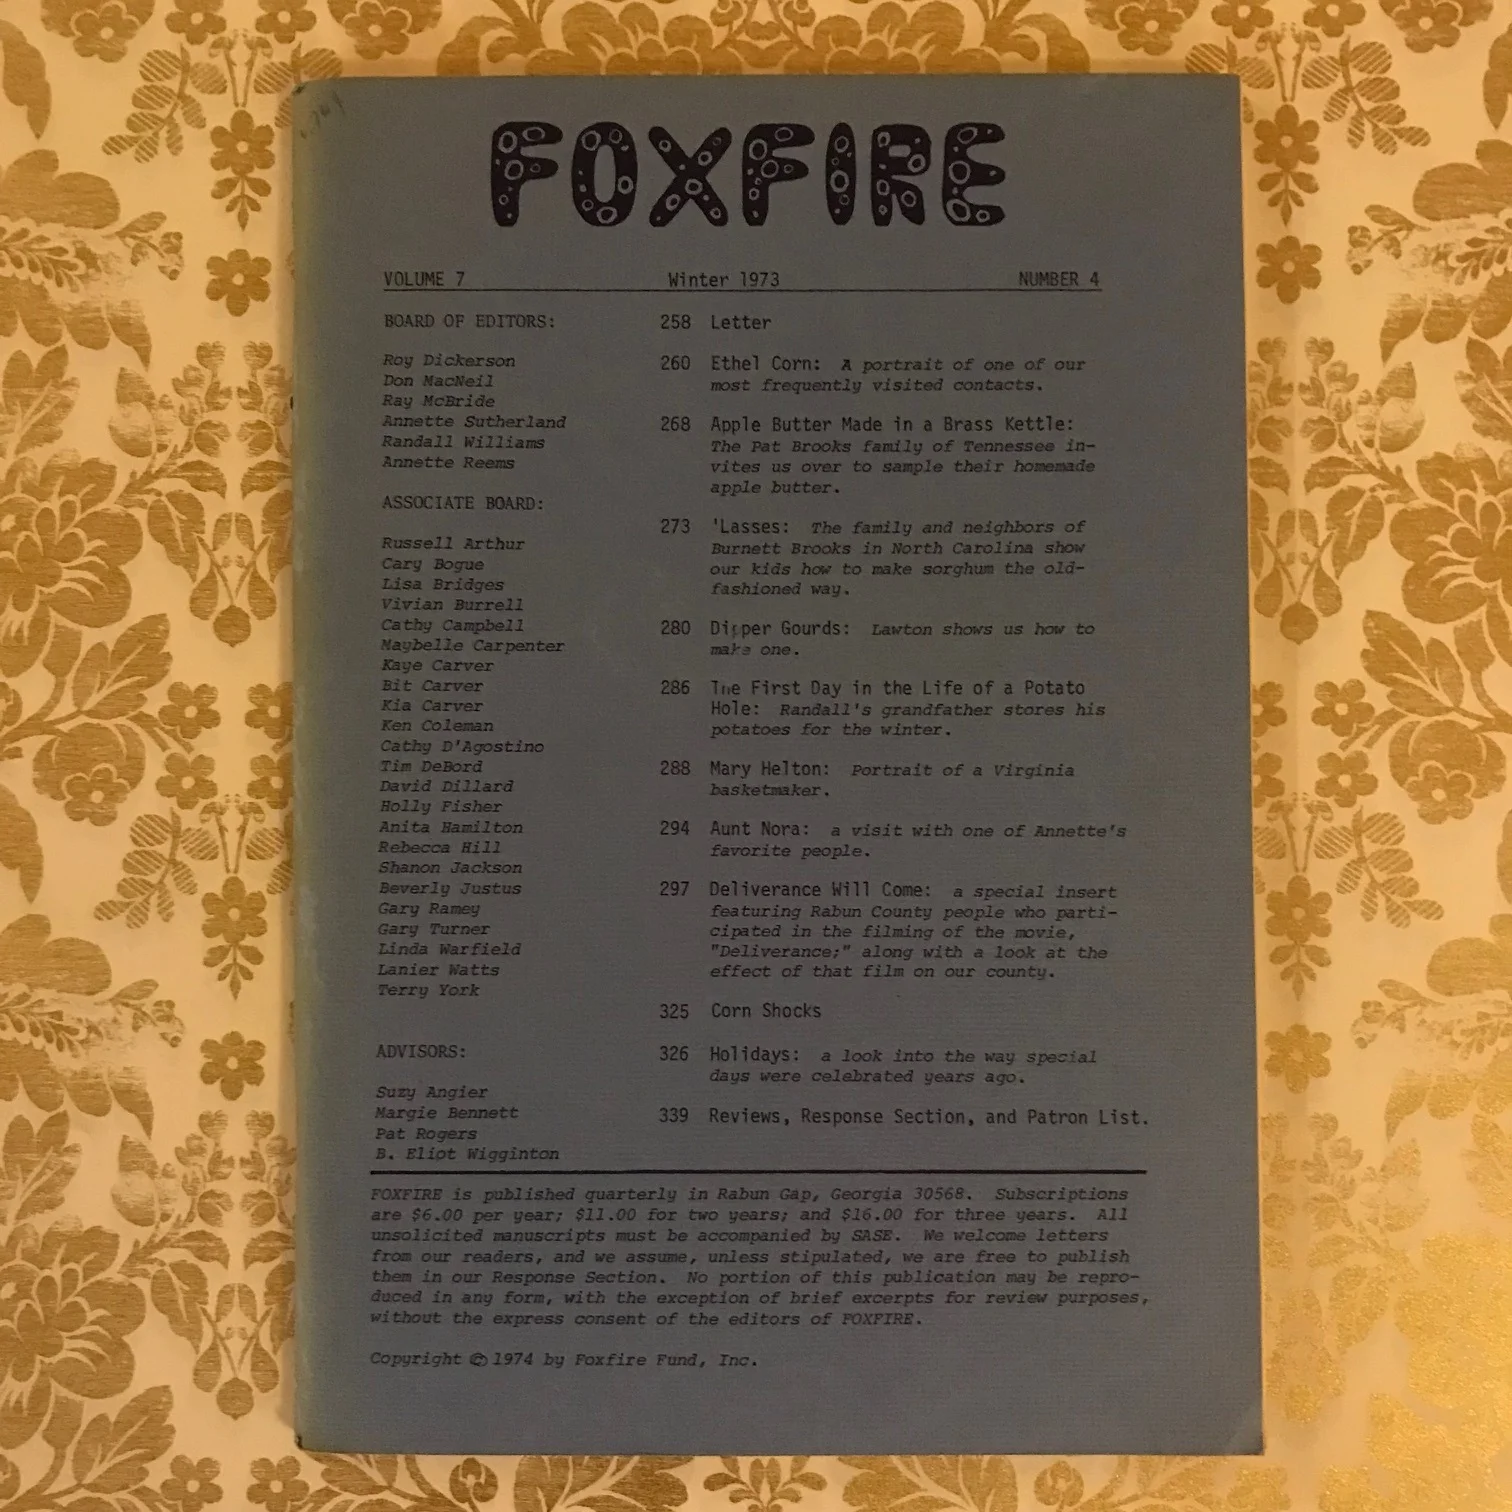 FOXFIRE
VOLUME 7 Winter 1973 NUMBER 4
BOARD OF EDITORS:
Roy Dickerson
Don MacNeil
Ray McBride
Annette Sutherland
Randall Williams
Annette Reems
ASSOCIATE BOARD:
Russell Arthur
Cary Bogue
Lisa Bridges
Vivian Burrell
Cathy Campbell
Maybelle Carpenter
Kaye Carver
Bit Carver
Kia Carver
Ken Coleman
Cathy D'Agostino
Tim DeBord
David Dillard
Holly Fisher
Anita Hamilton
Rebecca Hill
Shanon Jackson
Beverly Justus
Gary Ramey
Gary Turner
Linda Warfield
Lanier Watts
Terry York
ADVISORS:
Suzy Angier
Margie Bennett
Pat Rogers
B. Eliot Wigginton
258 Letter
260 Ethel Corn: A portrait of one of our
most frequently visited contacts.
268 Apple Butter Made in a Brass Kettle:
The Pat Brooks family of Tennessee in-
vites us over to sample their homemade
apple butter.
273 'Lasses: The family and neighbors of
Burnett Brooks in North Carolina show
our kids how to make sorghum the old-
fashioned way.
280 Dipper Gourds: Lawton shows us how to
make one.
286 The First Day in the Life of a Potato
Hole: Randall's grandfather stores his
potatoes for the winter.
288 Mary Helton: Portrait of a Virginia
basketmaker.
294 Aunt Nora: a visit with one of Annette's
favorite people.
297 Deliverance Will Come: a special insert
featuring Rabun County people who parti-
cipated in the filming of the movie,
"Deliverance;" along with a look at the
effect of that film on our county.
325 Corn Shocks
326 Holidays: a look into the way special
days were celebrated years ago.
339 Reviews, Response Section, and Patron List.
FOXFIRE is published quarterly in Rabun Gap, Georgia 30568. Subscriptions
are $6.00 per year; $11.00 for two years; and $16.00 for three years. All
unsolicited manuscripts must be accompanied by SASE. We welcome letters
from our readers, and we assume, unless stipulated, we are free to publish
them in our Response Section. No portion of this publication may be repro-
duced in any form, with the exception of brief excerpts for review purposes,
without the express consent of the editors of FOXFIRE.
Copyright © 1974 by Foxfire Fund, Inc.